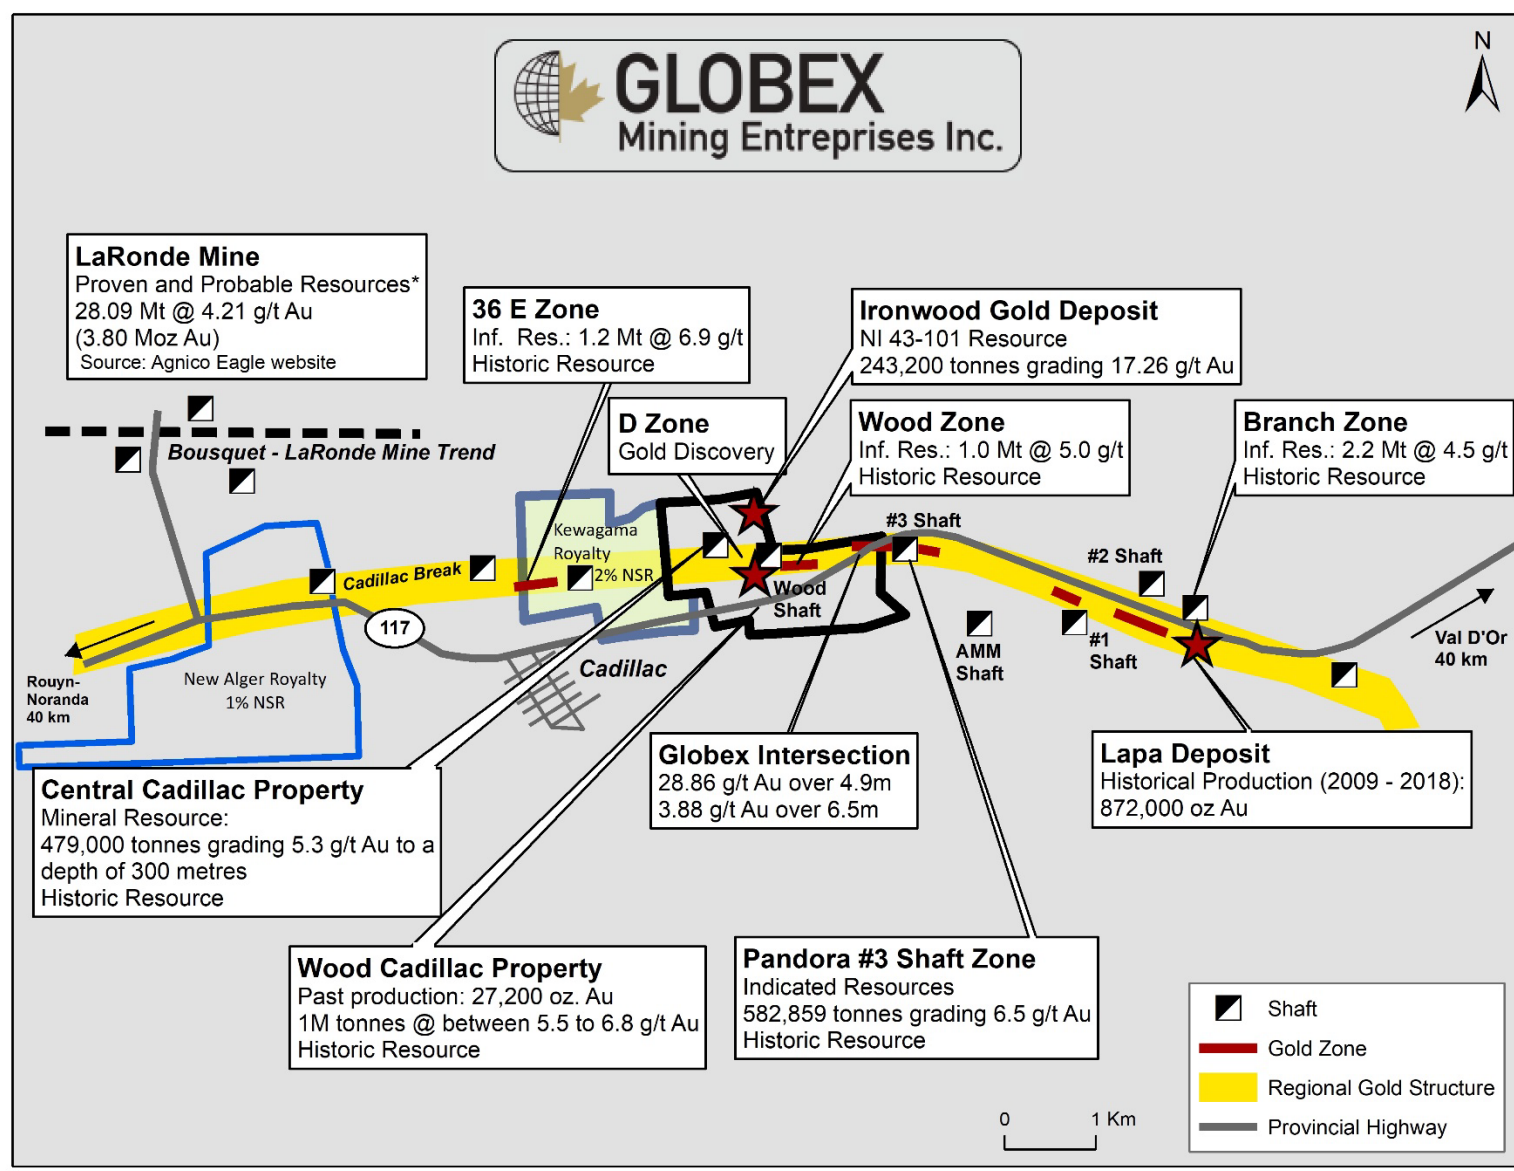 N
GLOBEX
Mining Entreprises Inc.
LaRonde Mine
Proven and Probable Resources*
28.09 Mt @ 4.21 g/t Au
(3.80 Moz Au)
Source: Agnico Eagle website
36 E Zone
Inf. Res.: 1.2 Mt @ 6.9 g/t
Historic Resource
Ironwood Gold Deposit
NI 43-101 Resource
243,200 tonnes grading 17.26 g/t Au
D Zone
Gold Discovery
Wood Zone
Inf. Res.: 1.0 Mt @ 5.0 g/t
Historic Resource
Branch Zone
Inf. Res.: 2.2 Mt @ 4.5 g/t
Historic Resource
Bousquet - LaRonde Mine Trend
Kewagama
Royalty
2% NSR
#3 Shaft
#2 Shaft
Cadillac Break
Wood
Shaft
117
AMM
Shaft
#1
Shaft
Val D'Or
40 km
Rouyn-
Noranda
40 km
New Alger Royalty
1% NSR
Cadillac
Central Cadillac Property
Mineral Resource:
479,000 tonnes grading 5.3 g/t Au to a
depth of 300 metres
Historic Resource
Globex Intersection
28.86 g/t Au over 4.9m
3.88 g/t Au over 6.5m
Lapa Deposit
Historical Production (2009 - 2018):
872,000 oz Au
Wood Cadillac Property
Past production: 27,200 oz. Au
1M tonnes @ between 5.5 to 6.8 g/t Au
Historic Resource
Pandora #3 Shaft Zone
Indicated Resources
582,859 tonnes grading 6.5 g/t Au
Historic Resource
Shaft
Gold Zone
Regional Gold Structure
Provincial Highway
0 1 Km